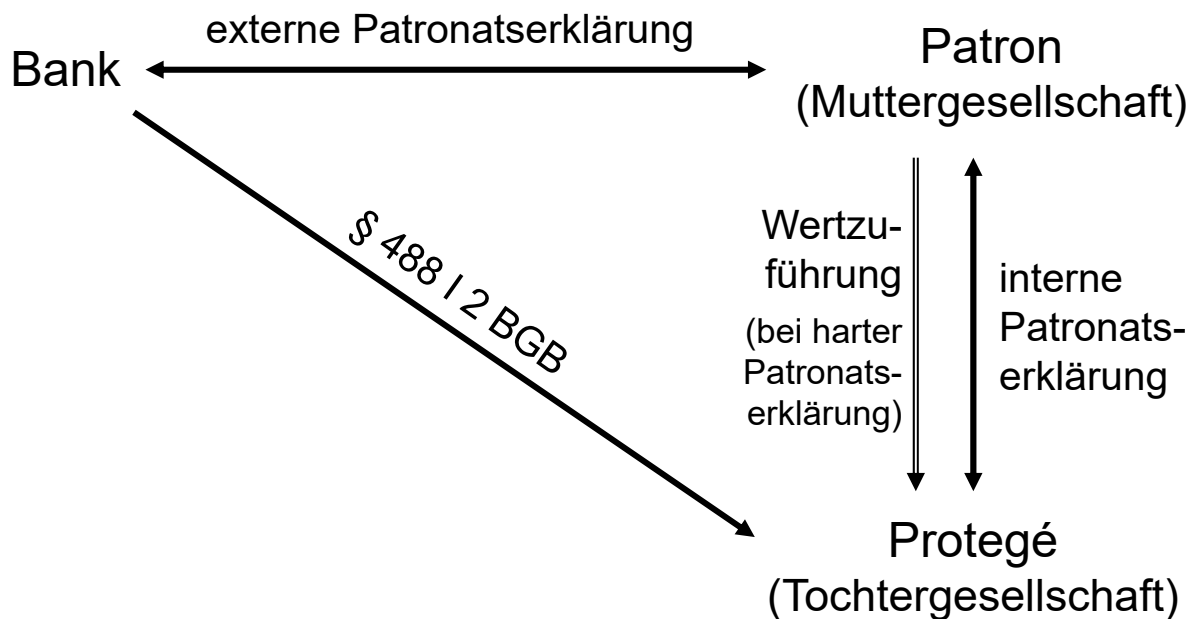 externe Patronatserklärung
Bank
Patron
(Muttergesellschaft)
§ 488 I 2 BGB
Wertzu-
führung
(bei harter
Patronats-
erklärung)
interne
Patronats-
erklärung
Protegé
(Tochtergesellschaft)